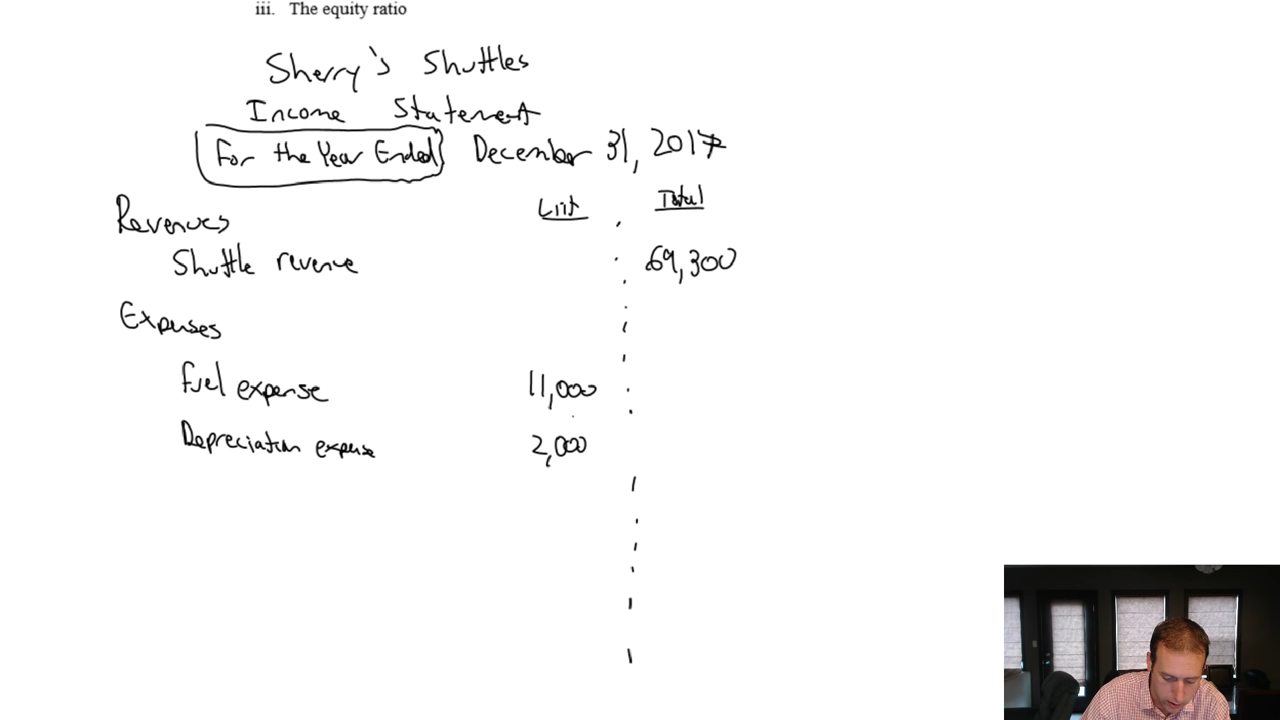 iii. The equity ratio
Sherry's Shuttles
Income Statement
For the Year Ended December 31, 2017
List Total
Revenues
Shuttle revenue 69,300
Expenses
Fuel expense 11,000
Depreciation expense 2,000